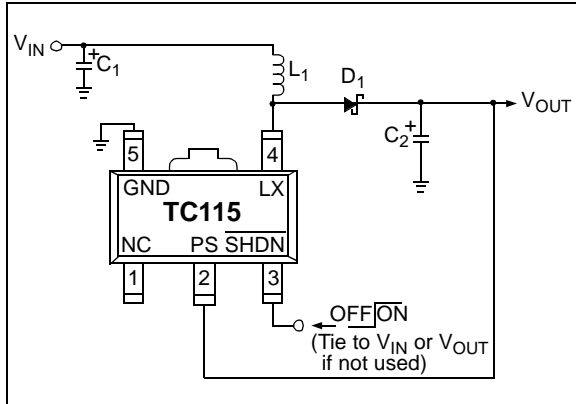 VIN
+
C1
L1
D1
VOUT
C2
+
5
4
GND
LX
TC115
NC
PS
SHDN
1
2
3
OFF ON
(Tie to VIN or VOUT
if not used)